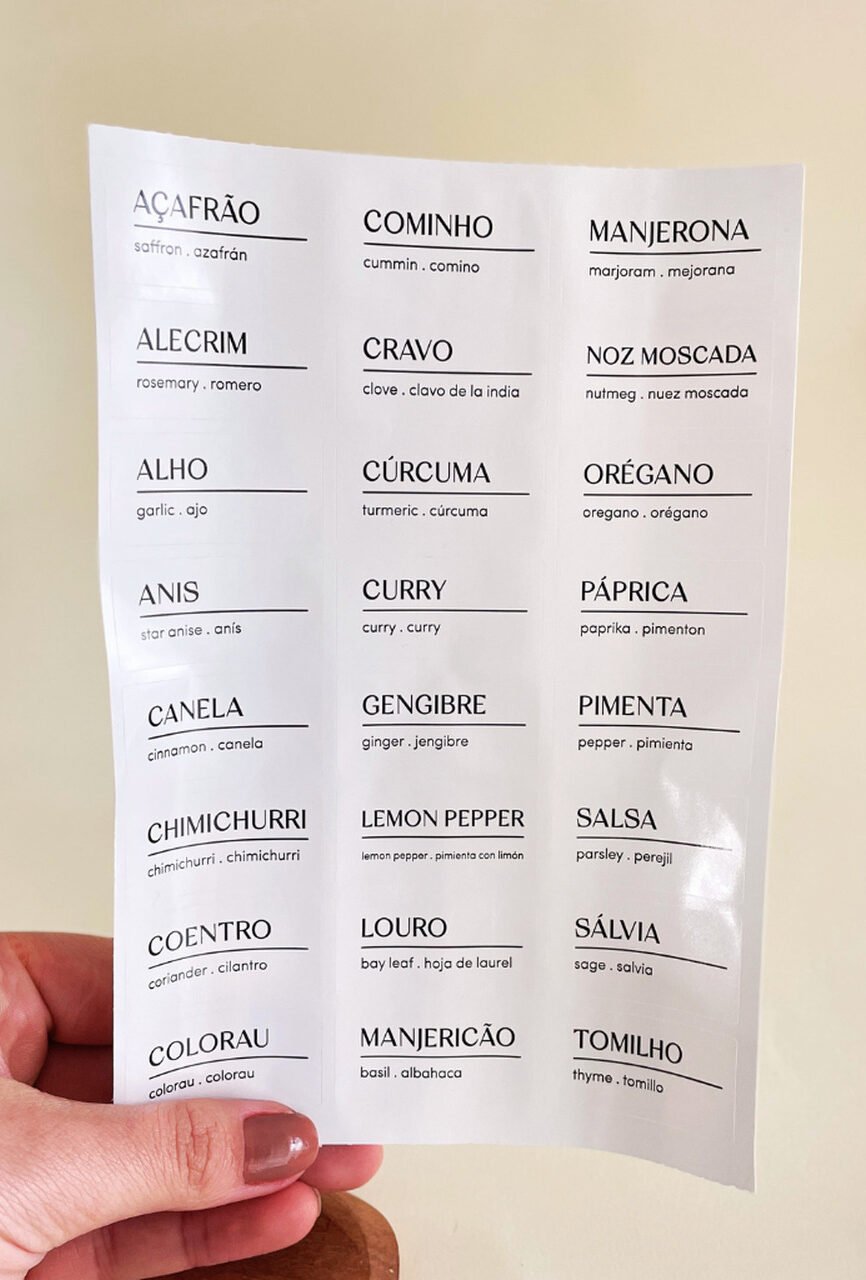 AÇAFRÃO
saffron . azafrán
ALECRIM
rosemary . romero
ALHO
garlic . ajo
ANIS
star anise . anís
CANELA
cinnamon . canela
CHIMICHURRI
chimichurri . chimichurri
COENTRO
coriander . cilantro
COLORAU
colorau . colorau
COMINHO
cummin . comino
CRAVO
clove . clavo de la india
CÚRCUMA
turmeric . cúrcuma
CURRY
curry . curry
GENGIBRE
ginger . jengibre
LEMON PEPPER
lemon pepper . pimienta con limón
LOURO
bay leaf . hoja de laurel
MANJERICÃO
basil . albahaca
MANJERONA
marjoram . mejorana
NOZ MOSCADA
nutmeg . nuez moscada
ORÉGANO
oregano . orégano
PÁPRICA
paprika . pimenton
PIMENTA
pepper . pimienta
SALSA
parsley . perejil
SÁLVIA
sage . salvia
TOMILHO
thyme . tomillo